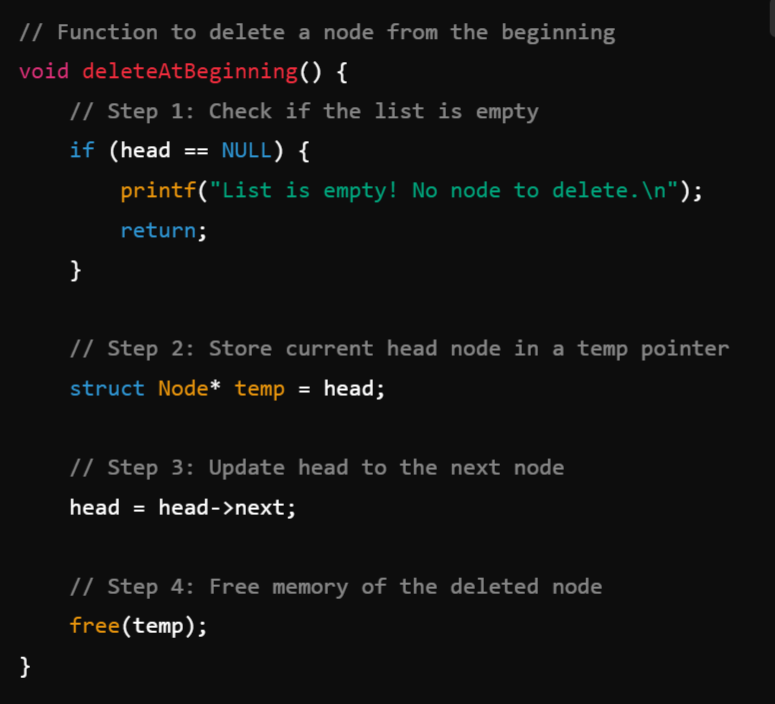 // Function to delete a node from the beginning
void deleteAtBeginning() {
    // Step 1: Check if the list is empty
    if (head == NULL) {
        printf("List is empty! No node to delete.\n");
        return;
    }

    // Step 2: Store current head node in a temp pointer
    struct Node* temp = head;

    // Step 3: Update head to the next node
    head = head->next;

    // Step 4: Free memory of the deleted node
    free(temp);
}